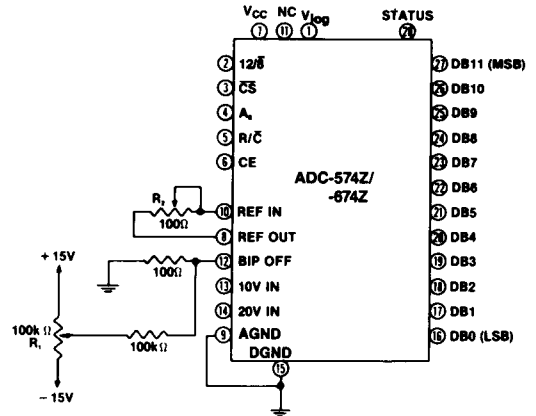 VCC NC Vlog STATUS
7 11 1 28
2 12/8̅ 27 DB11 (MSB)
3 C̅S̅ 26 DB10
4 Ao 25 DB9
5 R/C̅ 24 DB8
6 CE 23 DB7
ADC-574Z/
-674Z
22 DB6
R2 100Ω 10 REF IN 21 DB5
8 REF OUT 20 DB4
100Ω 12 BIP OFF 19 DB3
+15V 13 10V IN 18 DB2
14 20V IN 17 DB1
100kΩ R1 100kΩ 9 AGND 16 DB0 (LSB)
DGND
-15V 15